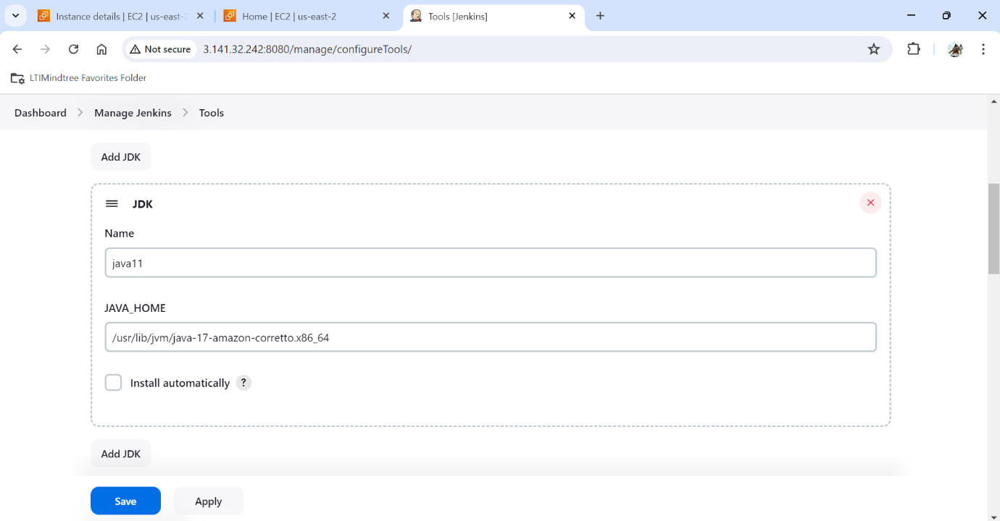 Instance details | EC2 | us-east-2
Home | EC2 | us-east-2
Tools [Jenkins]
Not secure
3.141.32.242:8080/manage/configureTools/
LTIMindtree Favorites Folder
Dashboard
Manage Jenkins
Tools
Add JDK
JDK
Name
java11
JAVA_HOME
/usr/lib/jvm/java-17-amazon-corretto.x86_64
Install automatically ?
Add JDK
Save
Apply